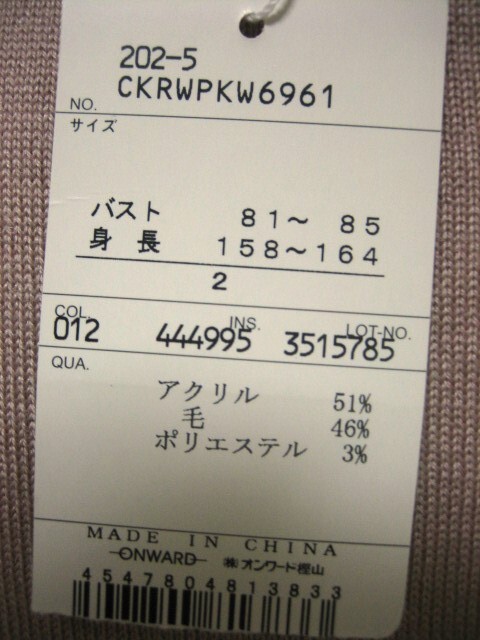 202-5
NO. CKRWPKW6961
サイズ
バスト 81～ 85
身 長 158～164
2
COL. INS. LOT-NO.
012 444995 3515785
QUA.
アクリル 51%
毛 46%
ポリエステル 3%
MADE IN CHINA
ONWARD ㈱オンワード樫山
4547804813833